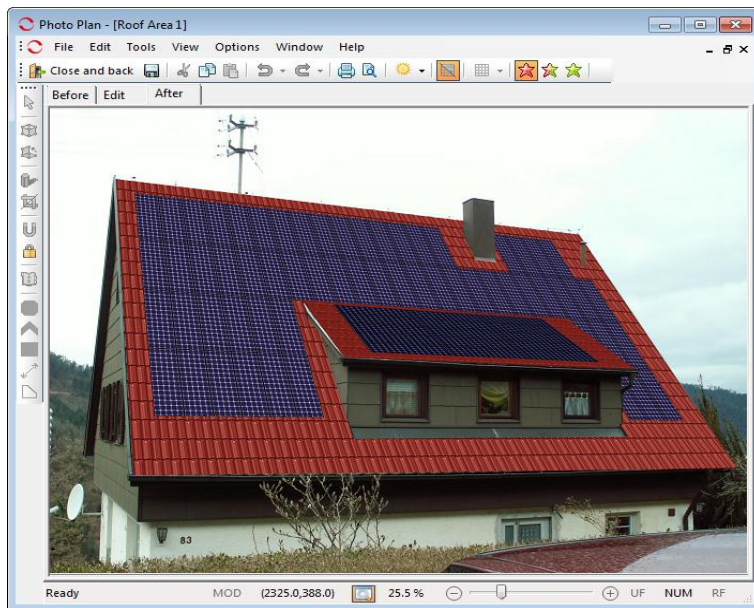 Photo Plan - [Roof Area 1]
File Edit Tools View Options Window Help
Close and back
Before Edit After
83
Ready MOD (2325.0,388.0) 25.5 % UF NUM RF